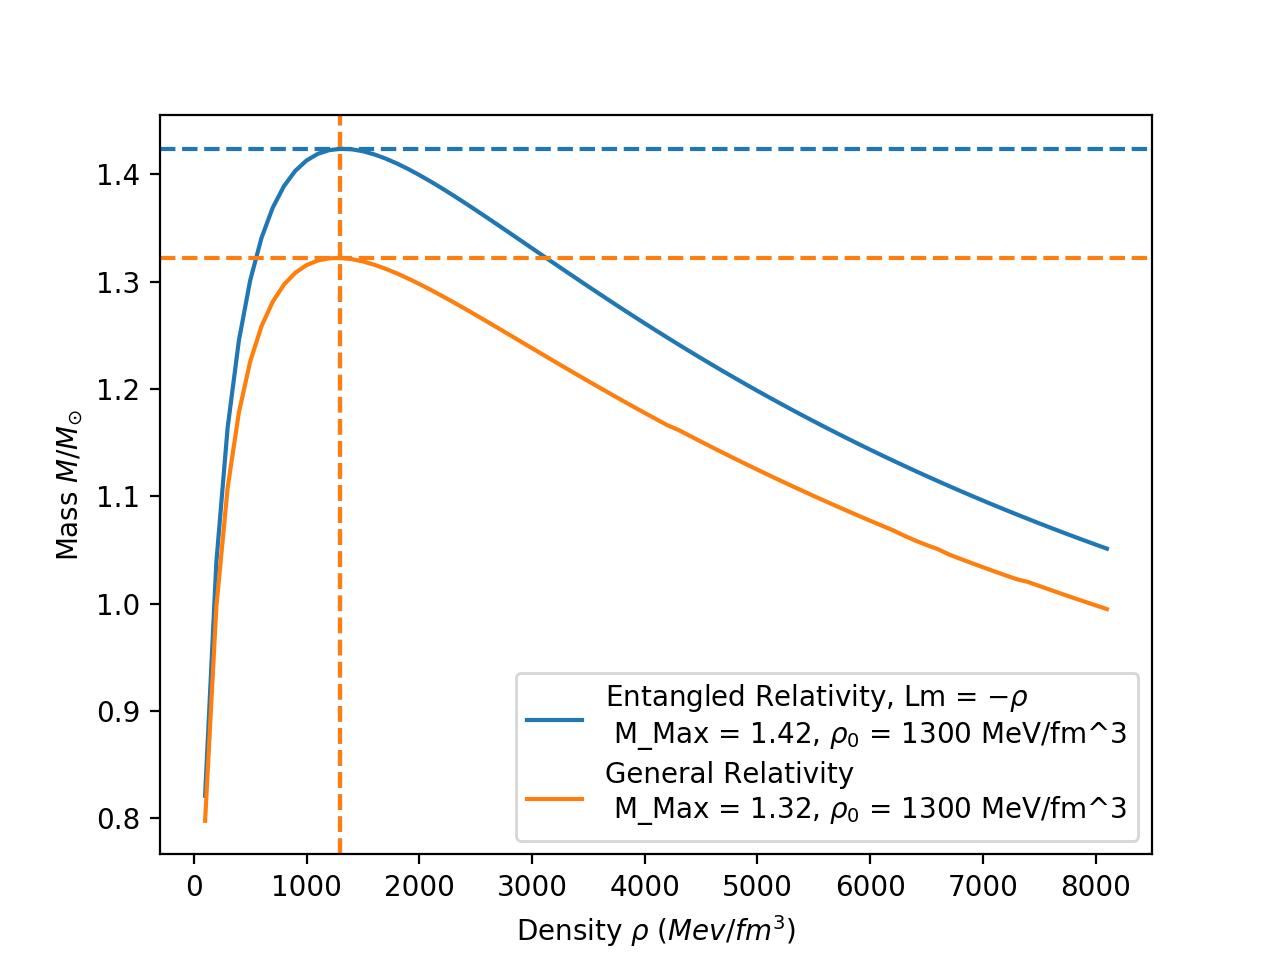 1.4
1.3
1.2
1.1
1.0
0.9
0.8
Mass M/M⊙
Entangled Relativity, Lm = −ρ
M_Max = 1.42, ρ₀ = 1300 MeV/fm^3
General Relativity
M_Max = 1.32, ρ₀ = 1300 MeV/fm^3
0 1000 2000 3000 4000 5000 6000 7000 8000
Density ρ (Mev/fm³)